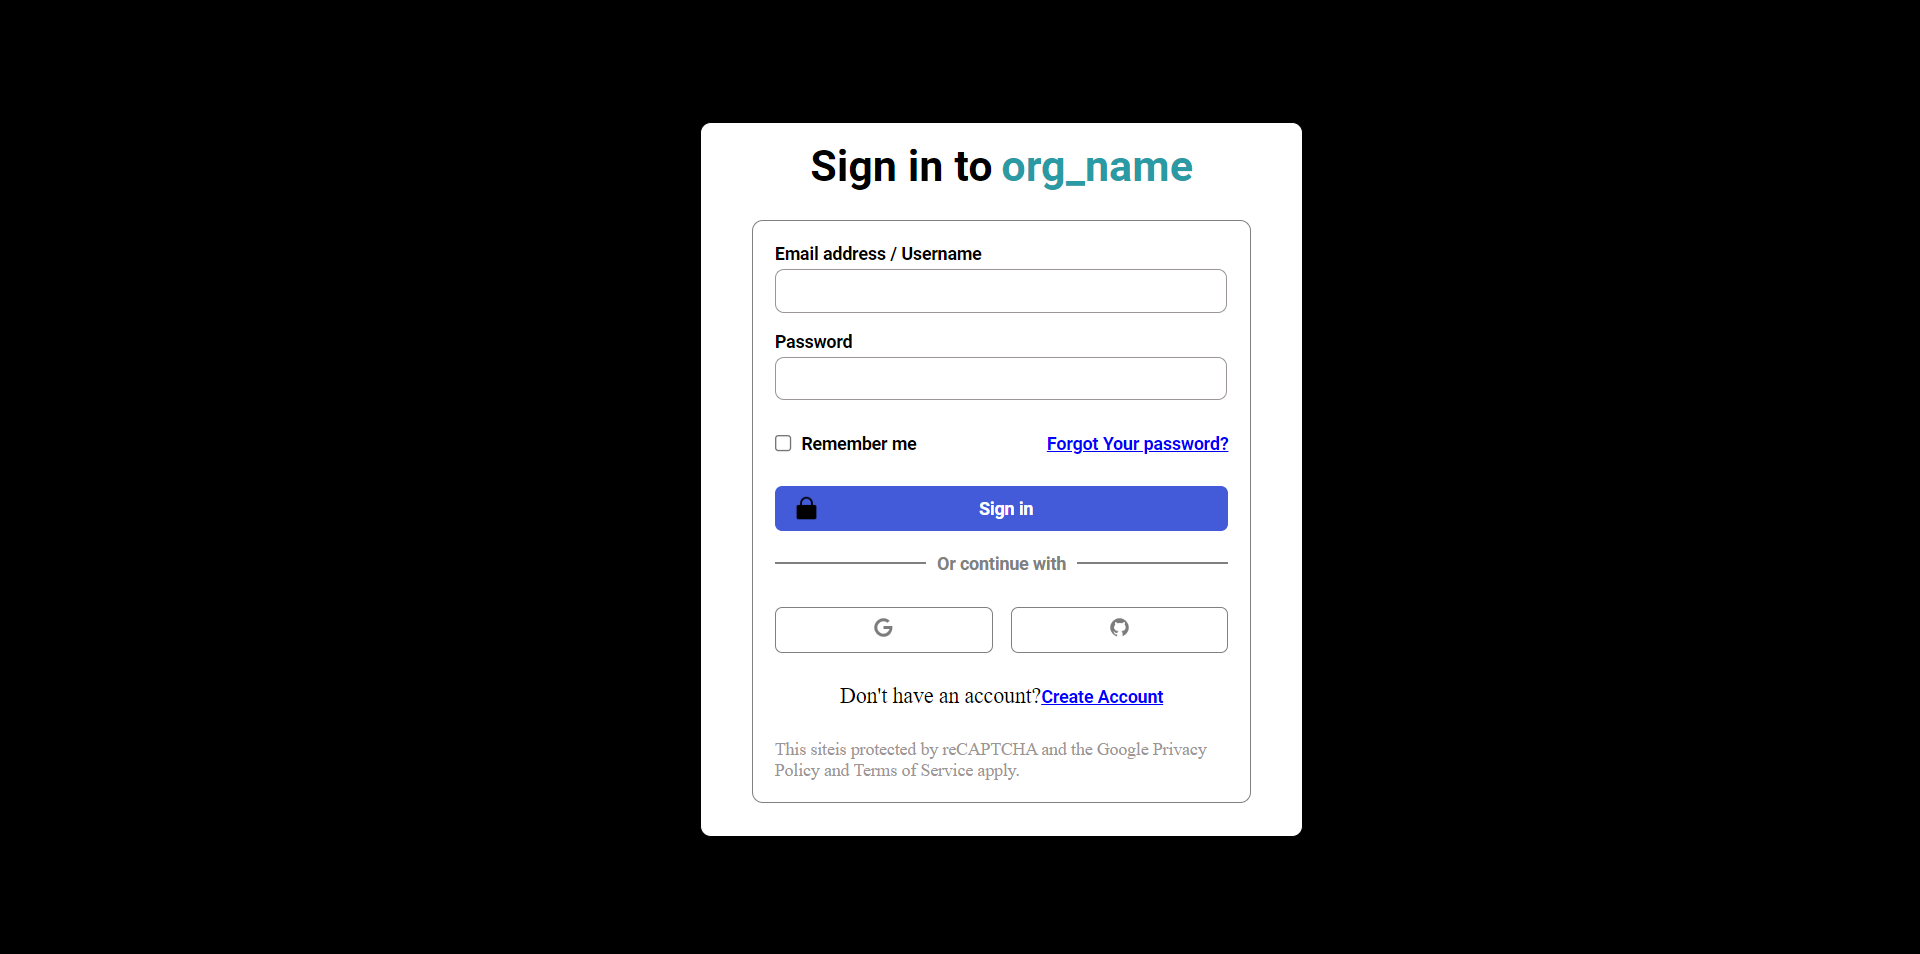 Sign in to org_name
Email address / Username
Password
Remember me
Forgot Your password?
Sign in
Or continue with
Don't have an account?Create Account
This siteis protected by reCAPTCHA and the Google Privacy
Policy and Terms of Service apply.